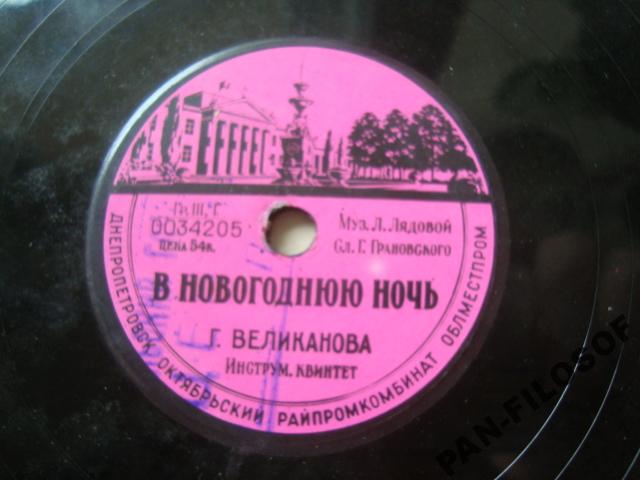 Гр. III, Г.
0034205
ЦЕНА 54к.
Муз. Л. Лядовой
Сл. Г. Грановского
В НОВОГОДНЮЮ НОЧЬ
Г. ВЕЛИКАНОВА
Инструм. квинтет
ДНЕПРОПЕТРОВСК ОКТЯБРЬСКИЙ РАЙПРОМКОМБИНАТ ОБЛМЕСТПРОМ
PAN-FILOSOF